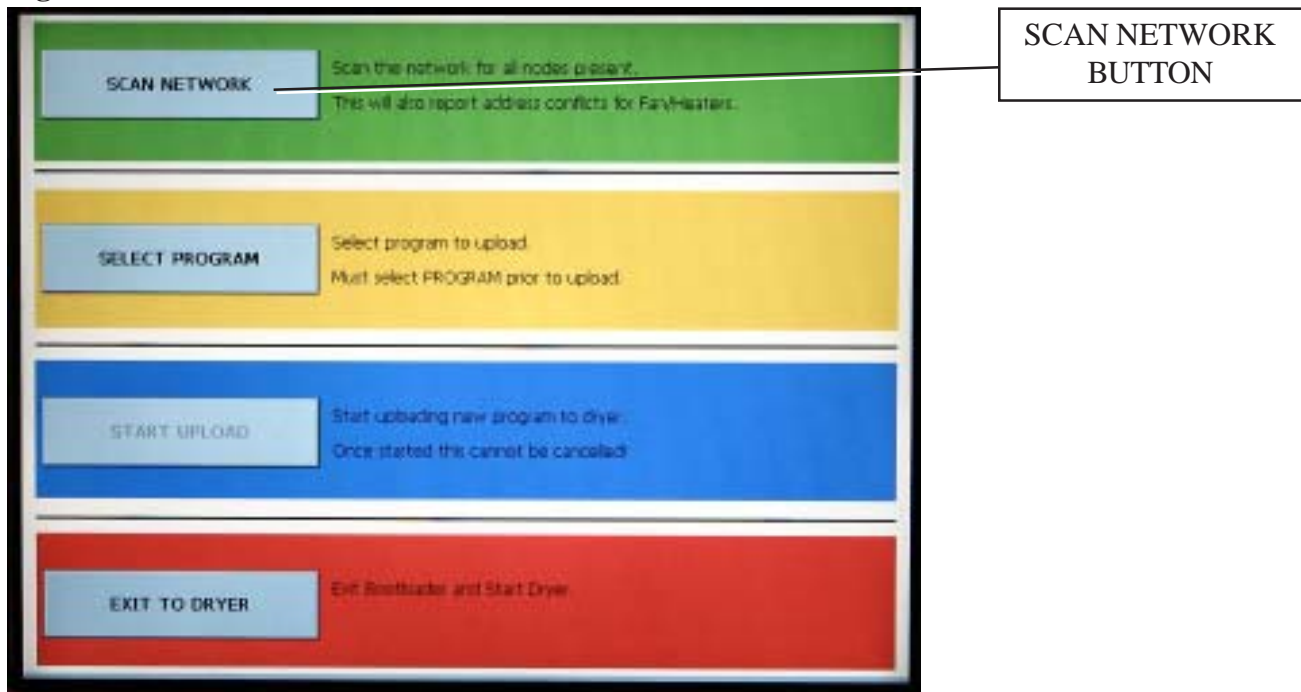 SCAN NETWORK
Scan the network for all nodes present.
This will also report address conflicts for Fan/Heaters.
SELECT PROGRAM
Select program to upload.
Must select PROGRAM prior to upload.
START UPLOAD
Start uploading new program to dryer.
Once started this cannot be cancelled!
EXIT TO DRYER
Exit Bootloader and Start Dryer.
SCAN NETWORK
BUTTON